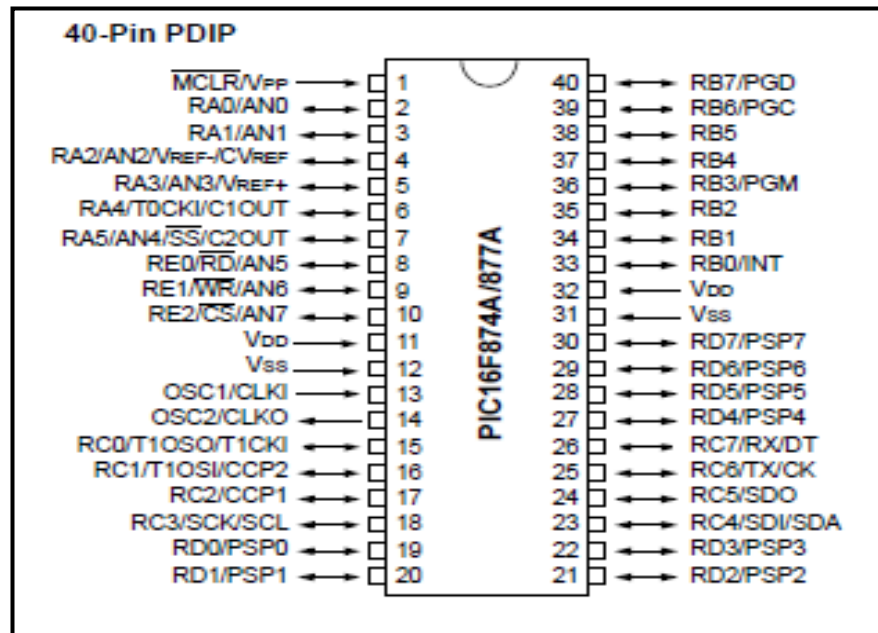 40-Pin PDIP
MCLR/VPP 1 40 RB7/PGD
RA0/AN0 2 39 RB6/PGC
RA1/AN1 3 38 RB5
RA2/AN2/VREF-/CVREF 4 37 RB4
RA3/AN3/VREF+ 5 36 RB3/PGM
RA4/T0CKI/C1OUT 6 35 RB2
RA5/AN4/SS/C2OUT 7 34 RB1
RE0/RD/AN5 8 33 RB0/INT
RE1/WR/AN6 9 32 VDD
RE2/CS/AN7 10 31 VSS
VDD 11 30 RD7/PSP7
VSS 12 29 RD6/PSP6
OSC1/CLKI 13 28 RD5/PSP5
OSC2/CLKO 14 27 RD4/PSP4
RC0/T1OSO/T1CKI 15 26 RC7/RX/DT
RC1/T1OSI/CCP2 16 25 RC6/TX/CK
RC2/CCP1 17 24 RC5/SDO
RC3/SCK/SCL 18 23 RC4/SDI/SDA
RD0/PSP0 19 22 RD3/PSP3
RD1/PSP1 20 21 RD2/PSP2
PIC16F874A/877A